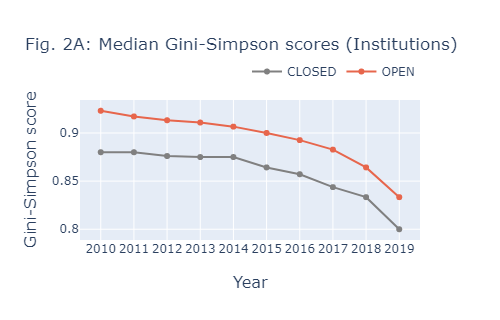 Fig. 2A: Median Gini-Simpson scores (Institutions)
CLOSED OPEN
Gini-Simpson score
0.9
0.85
0.8
2010 2011 2012 2013 2014 2015 2016 2017 2018 2019
Year